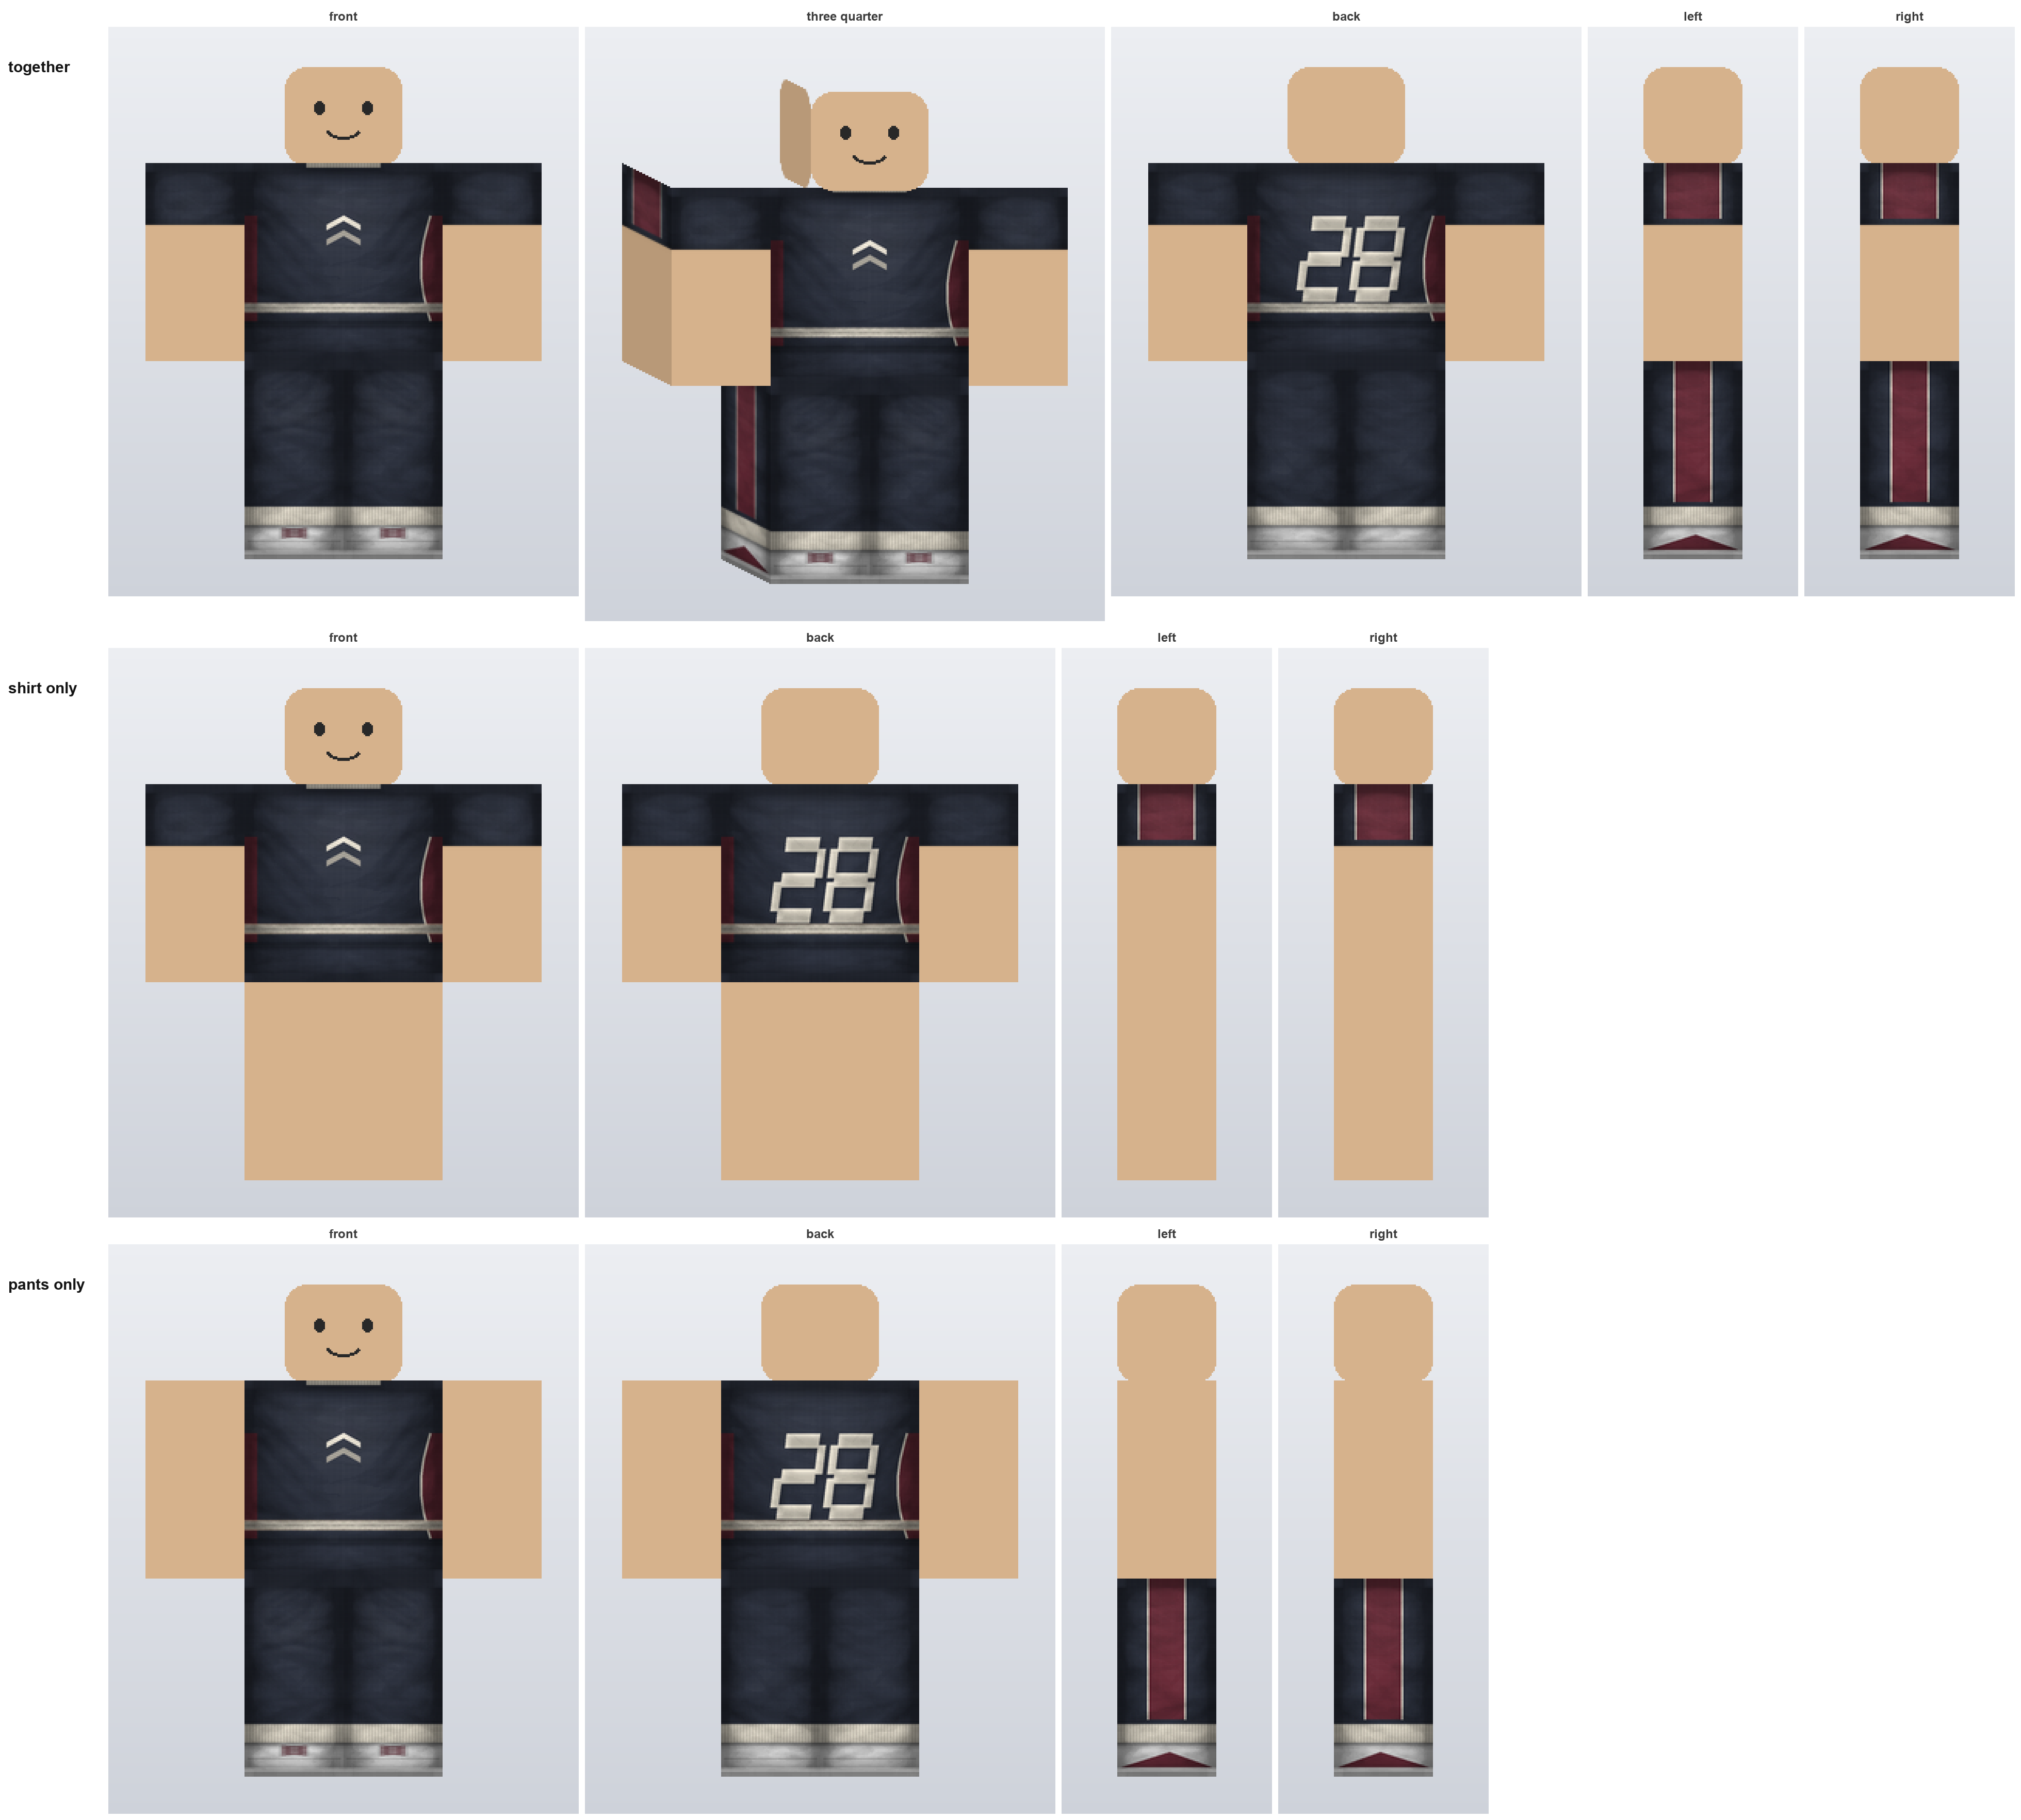 front three quarter back left right
together
28
front back left right
shirt only
28
front back left right
pants only
28